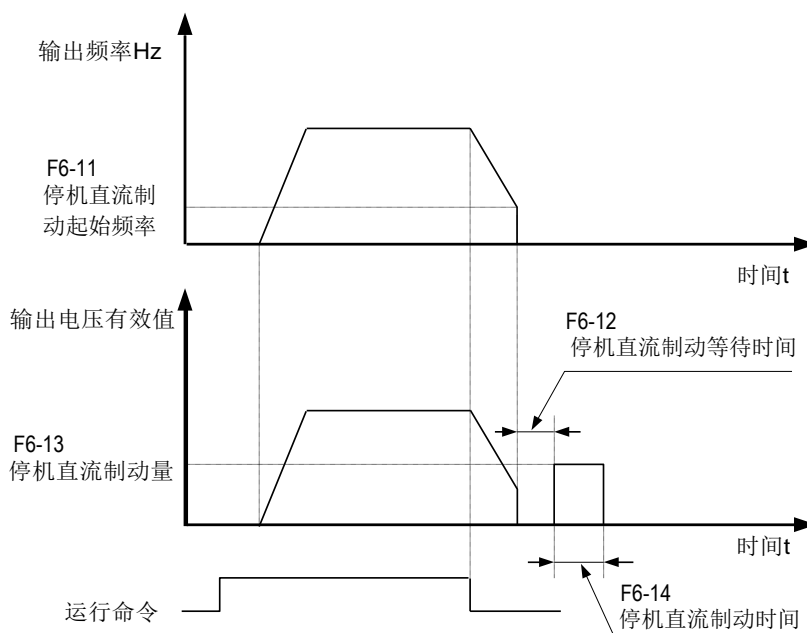 输出频率Hz
F6-11
停机直流制
动起始频率
时间t
输出电压有效值
F6-12
停机直流制动等待时间
F6-13
停机直流制动量
时间t
F6-14
停机直流制动时间
运行命令